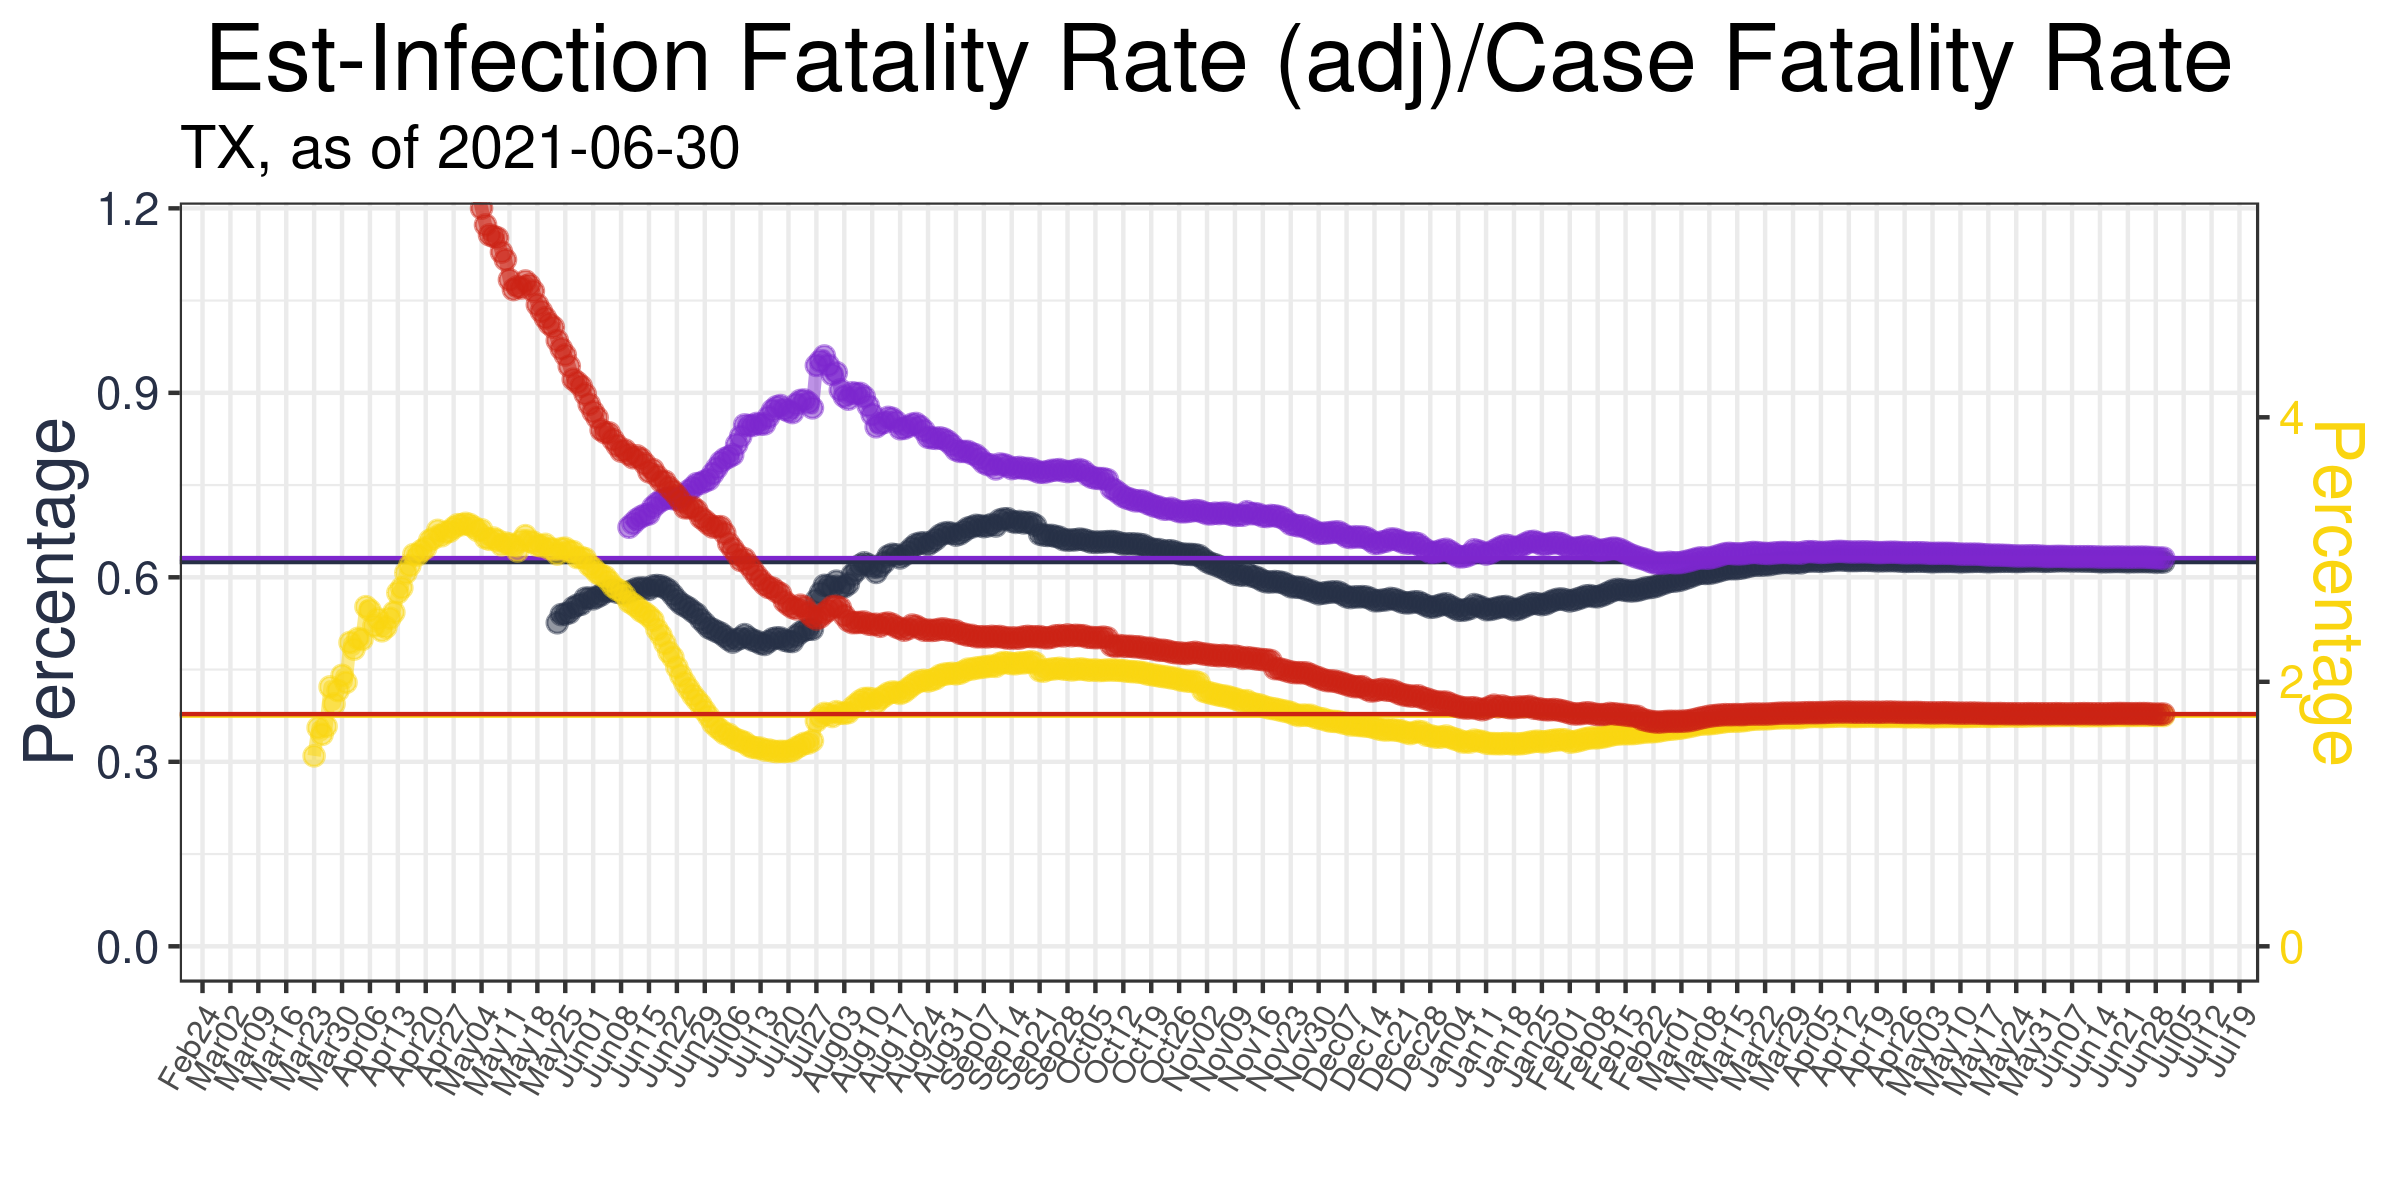 Est-Infection Fatality Rate (adj)/Case Fatality Rate
TX, as of 2021-06-30
Percentage
1.2
0.9
0.6
0.3
0.0
4
2
0
Percentage
Feb24
Mar02
Mar09
Mar16
Mar23
Mar30
Apr06
Apr13
Apr20
Apr27
May04
May11
May18
May25
Jun01
Jun08
Jun15
Jun22
Jun29
Jul06
Jul13
Jul20
Jul27
Aug03
Aug10
Aug17
Aug24
Aug31
Sep07
Sep14
Sep21
Sep28
Oct05
Oct12
Oct19
Oct26
Nov02
Nov09
Nov16
Nov23
Nov30
Dec07
Dec14
Dec21
Dec28
Jan04
Jan11
Jan18
Jan25
Feb01
Feb08
Feb15
Feb22
Mar01
Mar08
Mar15
Mar22
Mar29
Apr05
Apr12
Apr19
Apr26
May03
May10
May17
May24
May31
Jun07
Jun14
Jun21
Jun28
Jul05
Jul12
Jul19